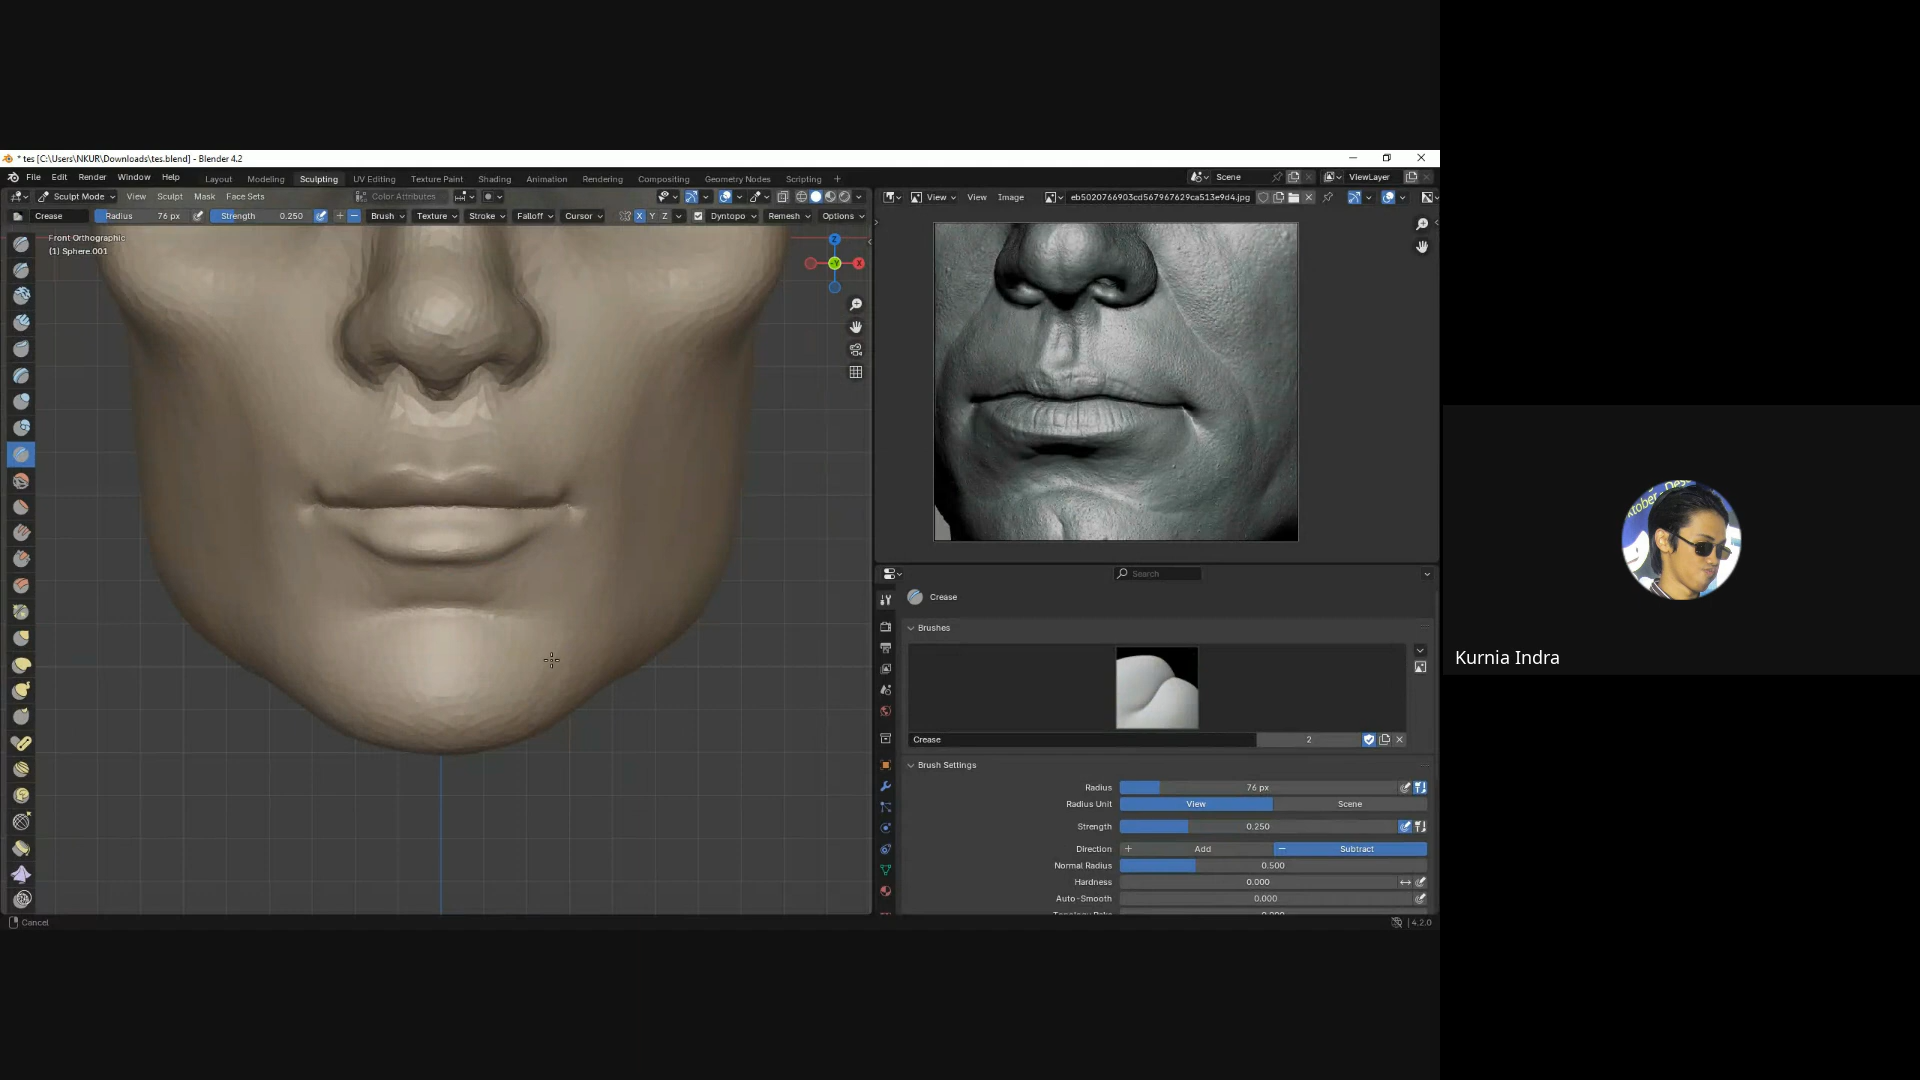 * tes [C:\Users\NKUR\Downloads\tes.blend] - Blender 4.2
File Edit Render Window Help Layout Modeling Sculpting UV Editing Texture Paint Shading Animation Rendering Compositing Geometry Nodes Scripting + Scene ViewLayer
Sculpt Mode View Sculpt Mask Face Sets Color Attributes
View View Image eb5020766903cd567967629ca513e9d4.jpg
Crease Radius 76 px Strength 0.250 + − Brush Texture Stroke Falloff Cursor X Y Z Dyntopo Remesh Options
Front Orthographic
(1) Sphere.001
Z
-Y X
Search
Crease
Brushes
Crease 2
Brush Settings
Radius 76 px
Radius Unit View Scene
Strength 0.250
Direction + Add − Subtract
Normal Radius 0.500
Hardness 0.000
Auto-Smooth 0.000
Cancel
4.2.0
Kurnia Indra